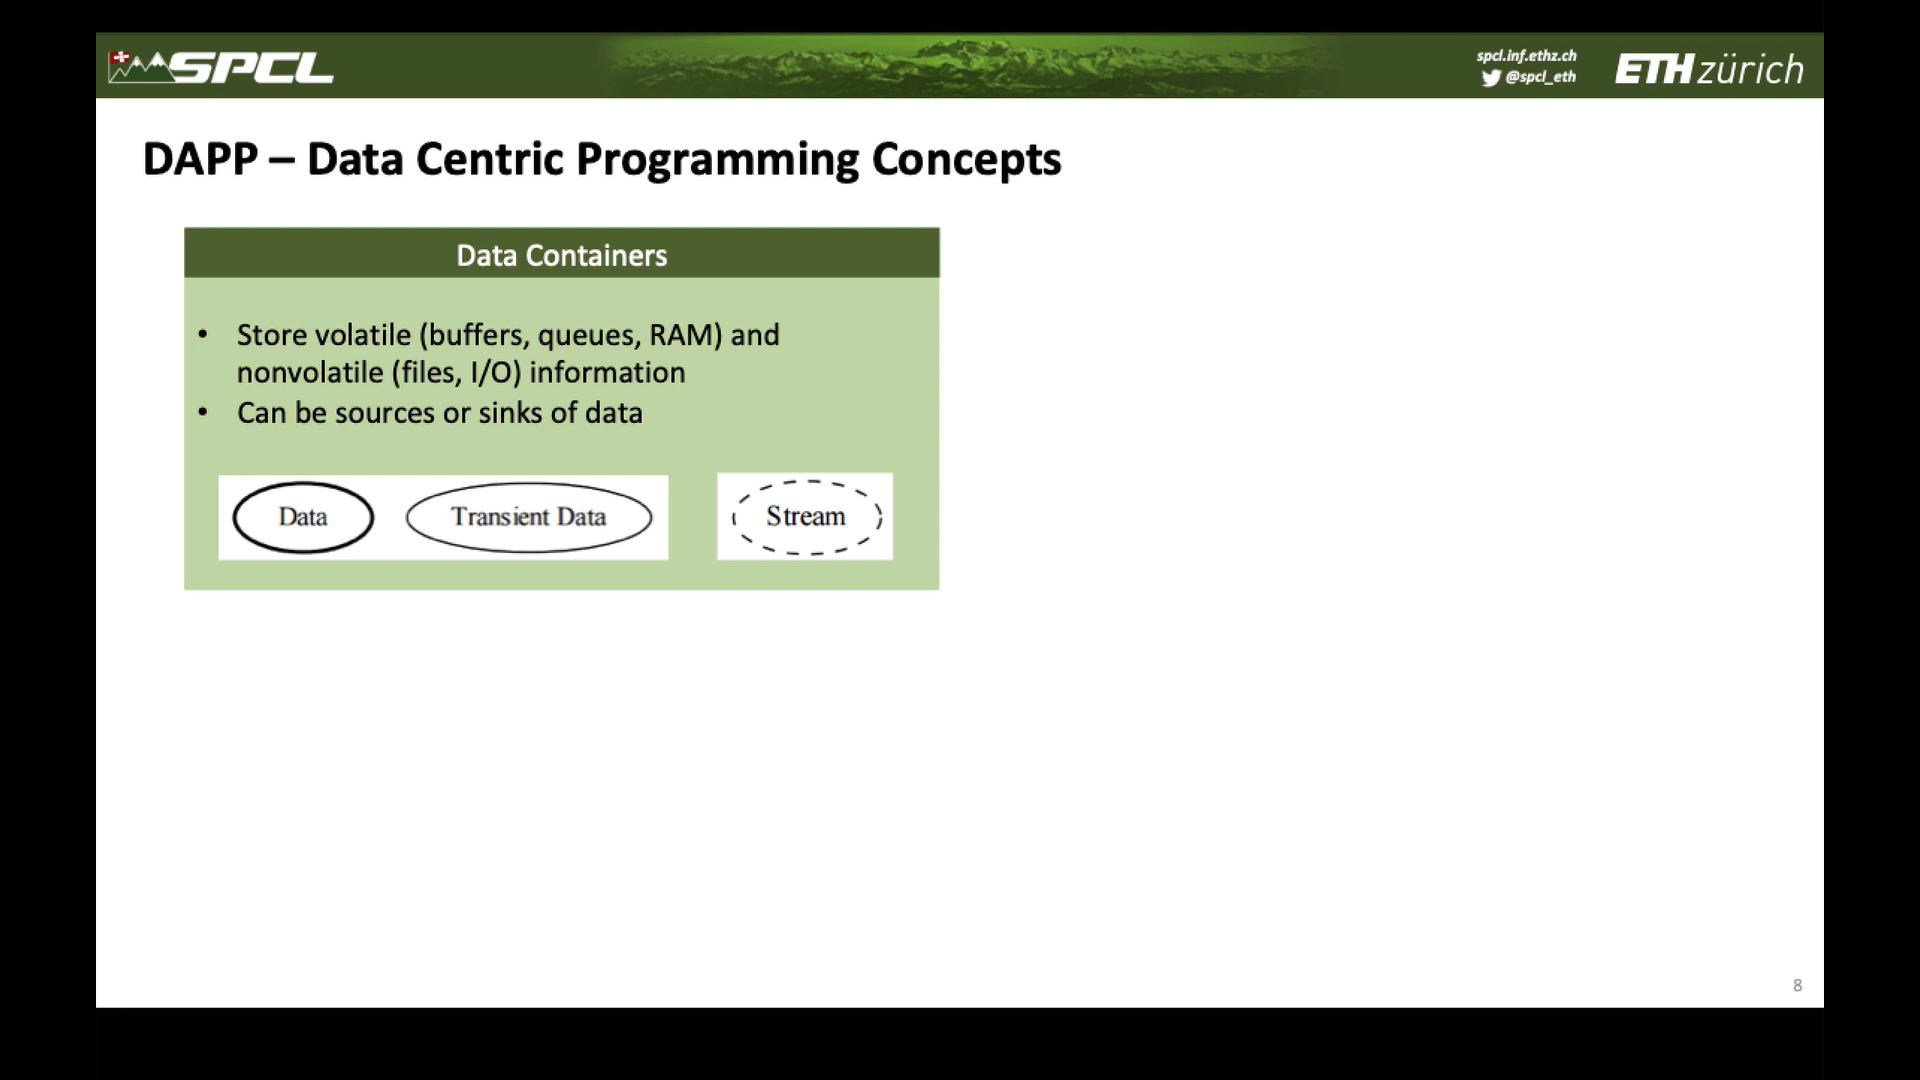 SPCL
spcl.inf.ethz.ch
@spcl_eth
ETH zürich
DAPP – Data Centric Programming Concepts
Data Containers
• Store volatile (buffers, queues, RAM) and
nonvolatile (files, I/O) information
• Can be sources or sinks of data
Data Transient Data Stream
8